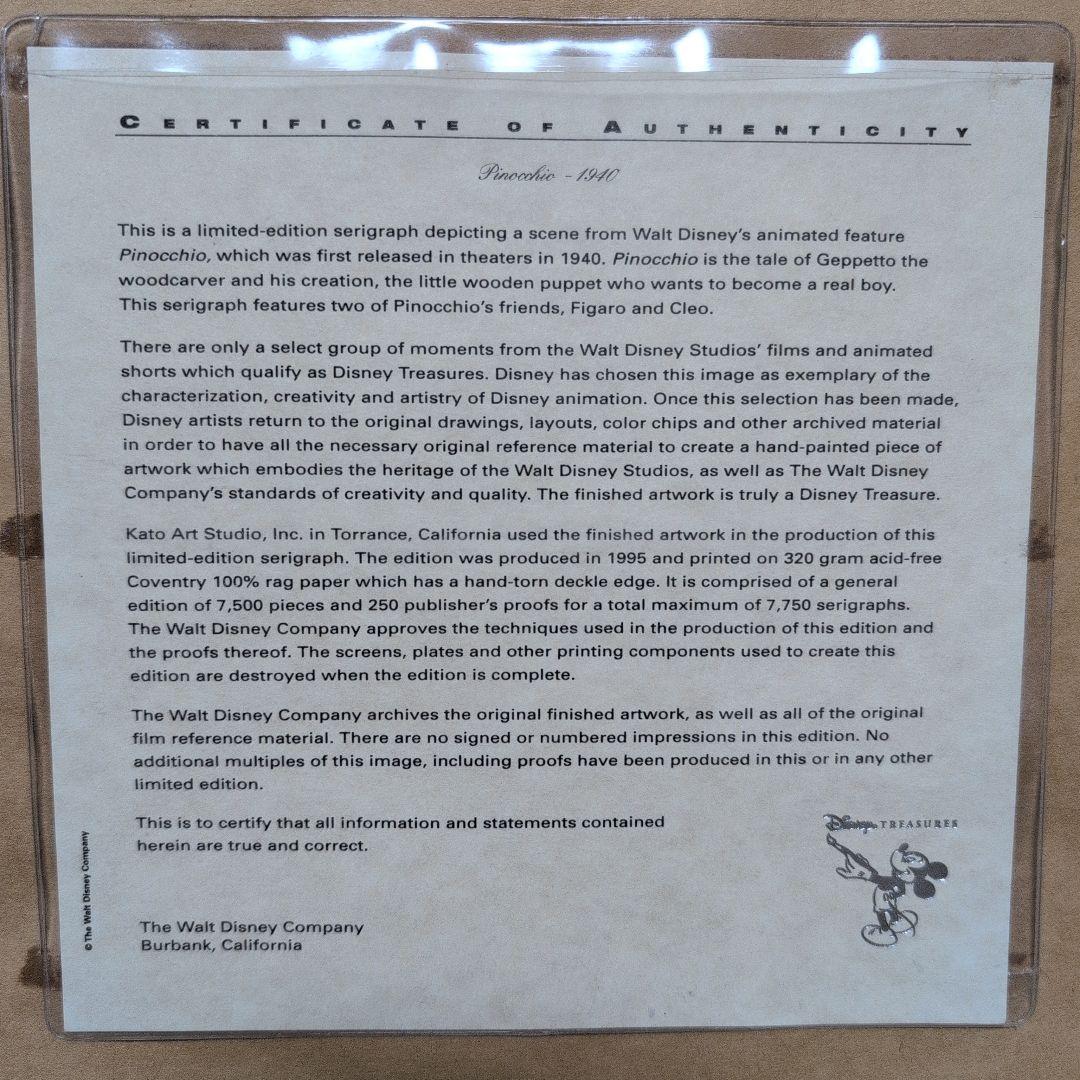 CERTIFICATE OF AUTHENTICITY
Pinocchio - 1940
This is a limited-edition serigraph depicting a scene from Walt Disney's animated feature
Pinocchio, which was first released in theaters in 1940. Pinocchio is the tale of Geppetto the
woodcarver and his creation, the little wooden puppet who wants to become a real boy.
This serigraph features two of Pinocchio's friends, Figaro and Cleo.
There are only a select group of moments from the Walt Disney Studios' films and animated
shorts which qualify as Disney Treasures. Disney has chosen this image as exemplary of the
characterization, creativity and artistry of Disney animation. Once this selection has been made,
Disney artists return to the original drawings, layouts, color chips and other archived material
in order to have all the necessary original reference material to create a hand-painted piece of
artwork which embodies the heritage of the Walt Disney Studios, as well as The Walt Disney
Company's standards of creativity and quality. The finished artwork is truly a Disney Treasure.
Kato Art Studio, Inc. in Torrance, California used the finished artwork in the production of this
limited-edition serigraph. The edition was produced in 1995 and printed on 320 gram acid-free
Coventry 100% rag paper which has a hand-torn deckle edge. It is comprised of a general
edition of 7,500 pieces and 250 publisher's proofs for a total maximum of 7,750 serigraphs.
The Walt Disney Company approves the techniques used in the production of this edition and
the proofs thereof. The screens, plates and other printing components used to create this
edition are destroyed when the edition is complete.
The Walt Disney Company archives the original finished artwork, as well as all of the original
film reference material. There are no signed or numbered impressions in this edition. No
additional multiples of this image, including proofs have been produced in this or in any other
limited edition.
This is to certify that all information and statements contained
herein are true and correct.
Disney TREASURES
The Walt Disney Company
Burbank, California
© The Walt Disney Company